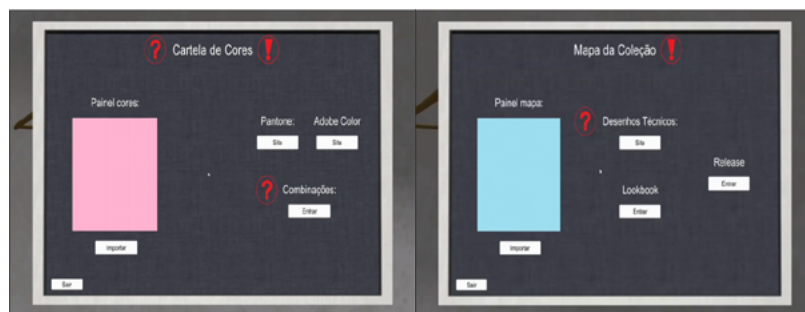 ? Cartela de Cores !
Painel cores:
Pantone: Adobe Color
Site Site
? Combinações:
Entrar
Importar
Sair
Mapa da Coleção !
Painel mapa:
? Desenhos Técnicos:
Site
Release
Entrar
Lookbook
Entrar
Importar
Sair